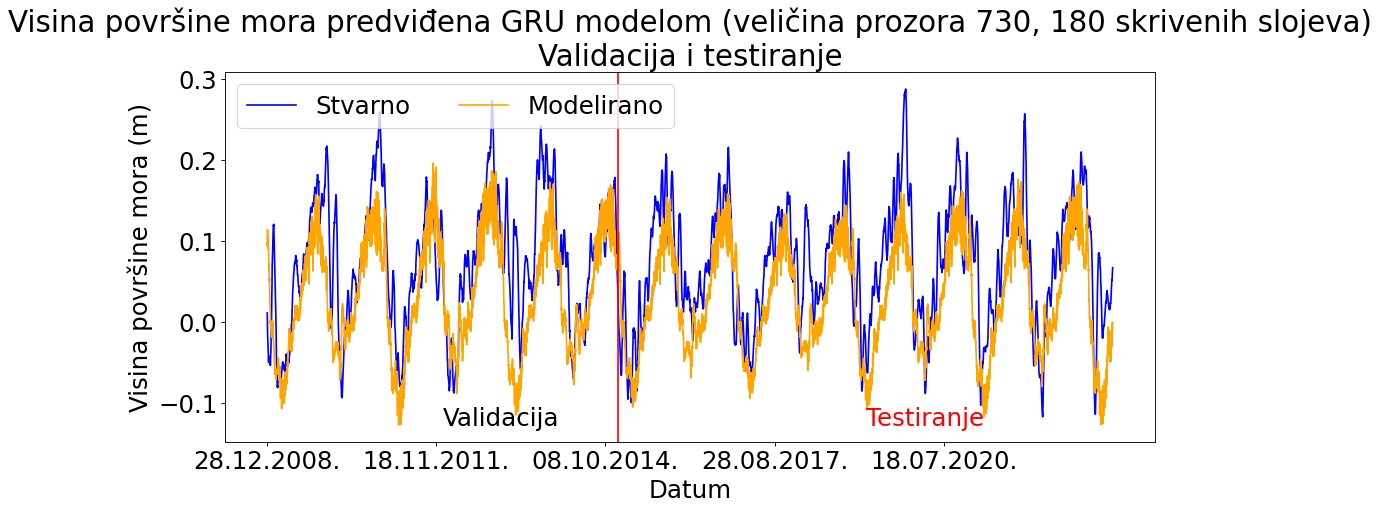 Visina površine mora predviđena GRU modelom (veličina prozora 730, 180 skrivenih slojeva)
Validacija i testiranje
Stvarno
Modelirano
Visina površine mora (m)
0.3
0.2
0.1
0.0
−0.1
Validacija
Testiranje
28.12.2008.
18.11.2011.
08.10.2014.
28.08.2017.
18.07.2020.
Datum